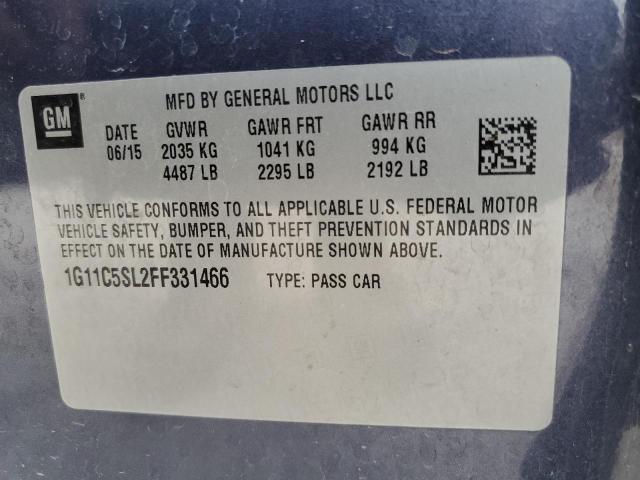 GM®
MFD BY GENERAL MOTORS LLC
DATE GVWR GAWR FRT GAWR RR
06/15 2035 KG 1041 KG 994 KG
4487 LB 2295 LB 2192 LB
THIS VEHICLE CONFORMS TO ALL APPLICABLE U.S. FEDERAL MOTOR
VEHICLE SAFETY, BUMPER, AND THEFT PREVENTION STANDARDS IN
EFFECT ON THE DATE OF MANUFACTURE SHOWN ABOVE.
1G11C5SL2FF331466 TYPE: PASS CAR